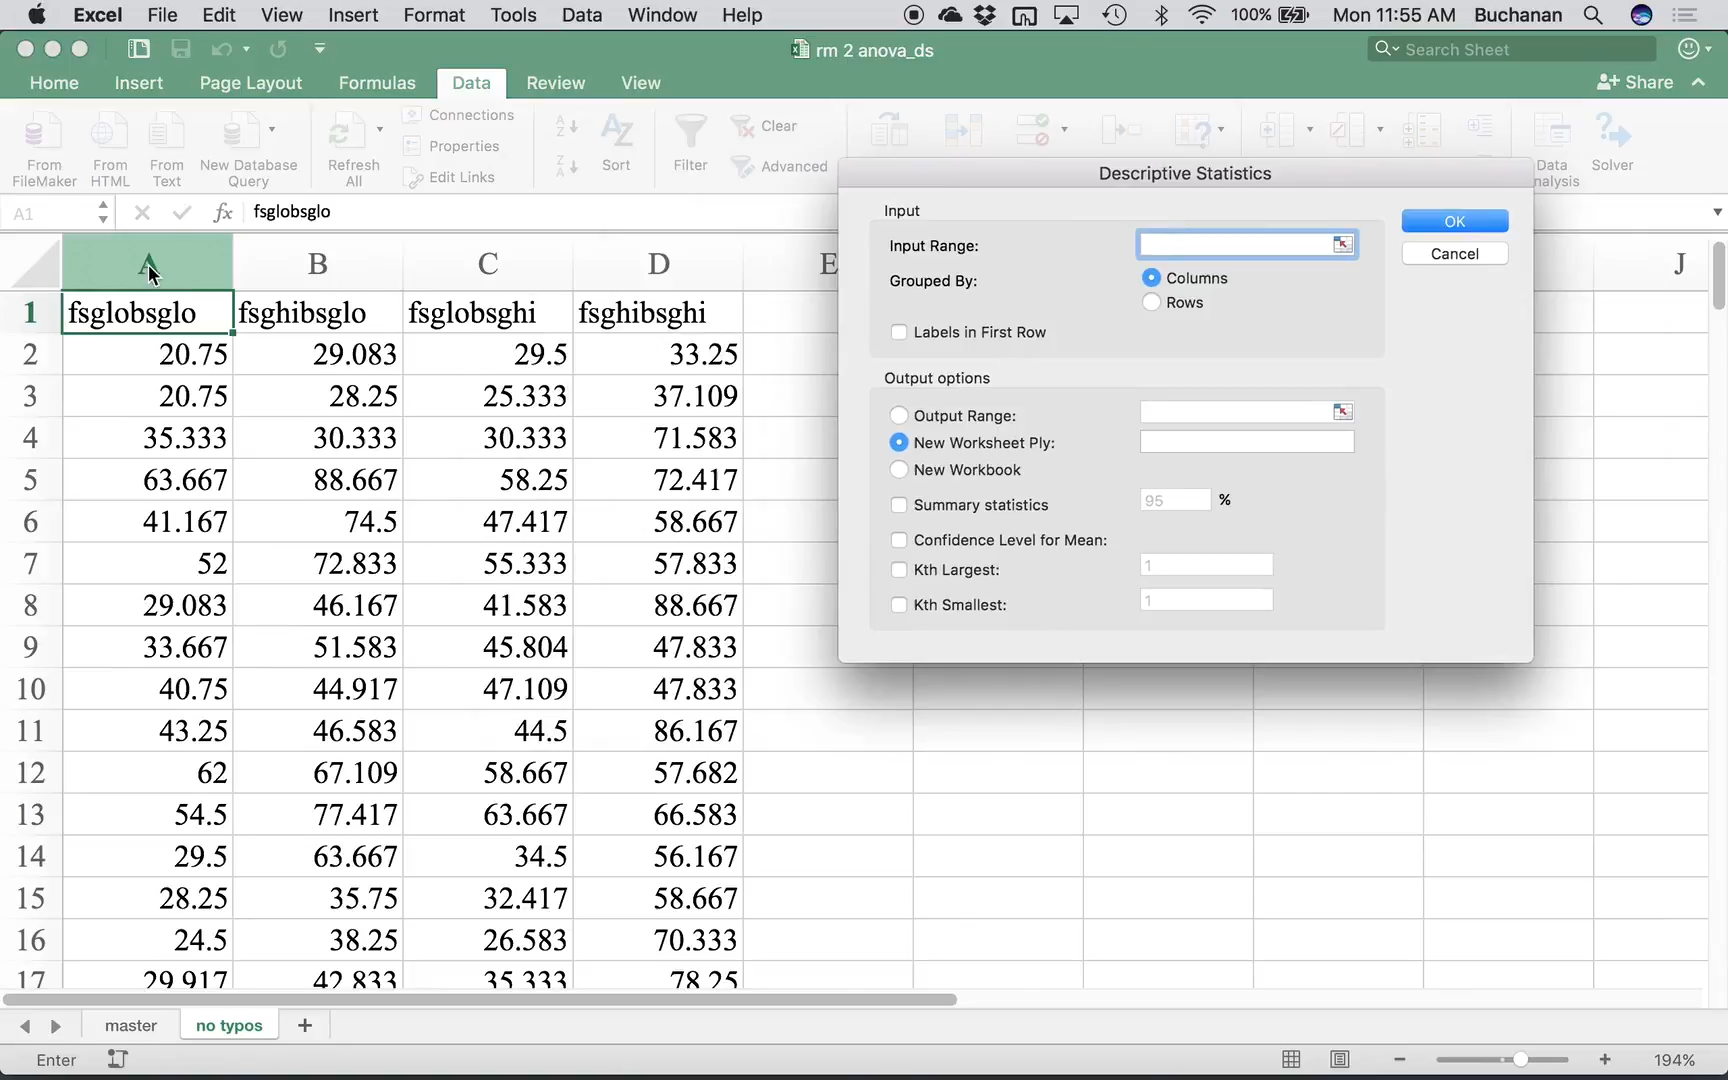 Excel File Edit View Insert Format Tools Data Window Help 100% Mon 11:55 AM Buchanan
rm 2 anova_ds Search Sheet
Home Insert Page Layout Formulas Data Review View Share
Connections
Properties
Edit Links
Clear
Advanced
From FileMaker
From HTML
From Text
New Database Query
Refresh All
Sort
Filter
Data
nalysis
Solver
A1 fx fsglobsglo
A B C D E J
1 fsglobsglo fsghibsglo fsglobsghi fsghibsghi
2 20.75 29.083 29.5 33.25
3 20.75 28.25 25.333 37.109
4 35.333 30.333 30.333 71.583
5 63.667 88.667 58.25 72.417
6 41.167 74.5 47.417 58.667
7 52 72.833 55.333 57.833
8 29.083 46.167 41.583 88.667
9 33.667 51.583 45.804 47.833
10 40.75 44.917 47.109 47.833
11 43.25 46.583 44.5 86.167
12 62 67.109 58.667 57.682
13 54.5 77.417 63.667 66.583
14 29.5 63.667 34.5 56.167
15 28.25 35.75 32.417 58.667
16 24.5 38.25 26.583 70.333
17 29.917 42.833 35.333 78.25
Descriptive Statistics
Input
Input Range:
Grouped By: Columns
Rows
Labels in First Row
OK
Cancel
Output options
Output Range:
New Worksheet Ply:
New Workbook
Summary statistics 95 %
Confidence Level for Mean:
Kth Largest: 1
Kth Smallest: 1
master no typos +
Enter 194%